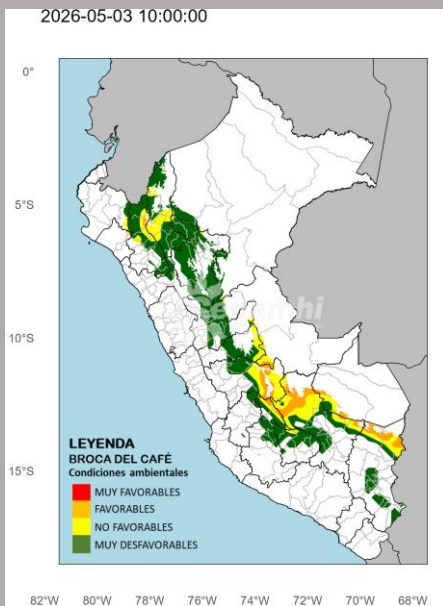 2026-05-03 10:00:00
0°
5°S
10°S
15°S
Senamhi
LEYENDA
BROCA DEL CAFÉ
Condiciones ambientales
MUY FAVORABLES
FAVORABLES
NO FAVORABLES
MUY DESFAVORABLES
82°W 80°W 78°W 76°W 74°W 72°W 70°W 68°W